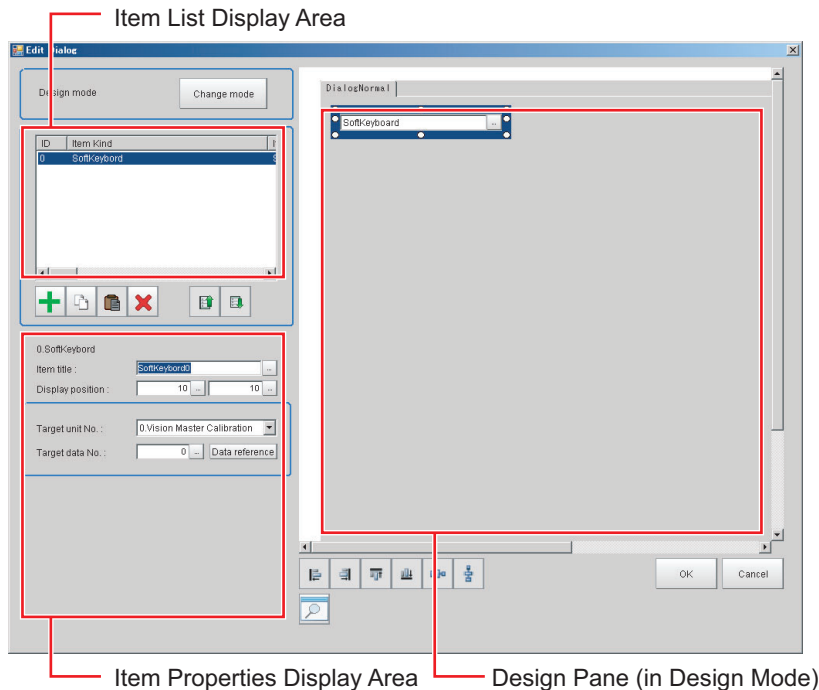 Item List Display Area
Edit Dialog
Design mode
Change mode
DialogNormal
SoftKeyboard
...
ID Item Kind
0 SoftKeybord
0.SoftKeybord
Item title :
SoftKeybord0
...
Display position :
10 ... 10 ...
Target unit No. :
0.Vision Master Calibration
Target data No. :
0 ... Data reference
OK
Cancel
Item Properties Display Area
Design Pane (in Design Mode)